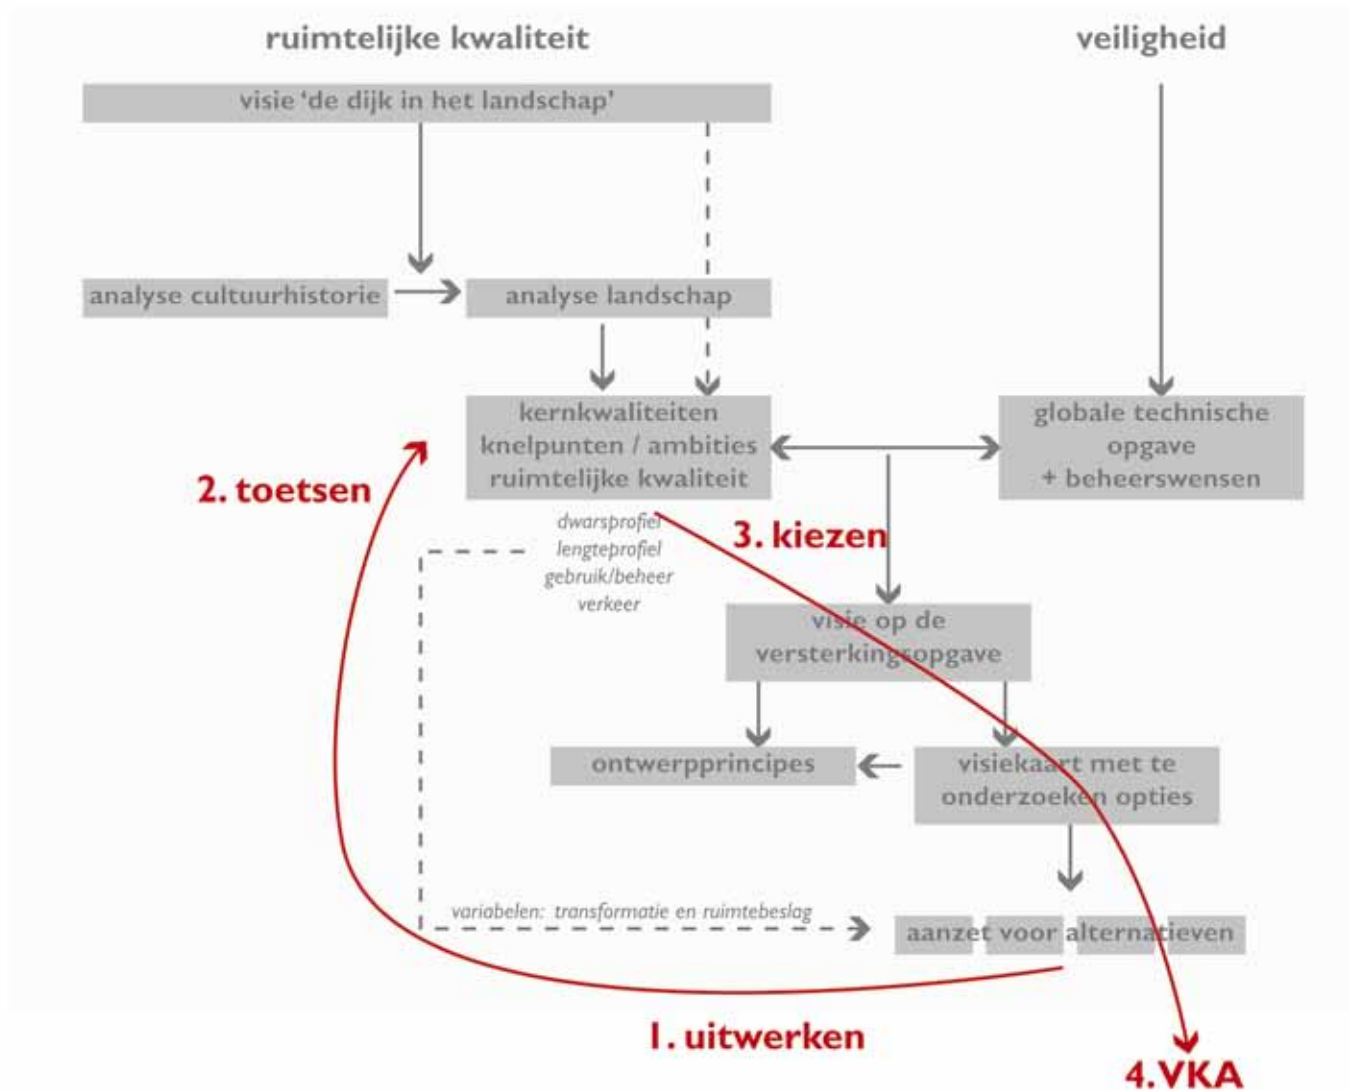 ruimtelijke kwaliteit
veiligheid
visie ‘de dijk in het landschap’
analyse cultuurhistorie
analyse landschap
kernkwaliteiten
knelpunten / ambities
ruimtelijke kwaliteit
globale technische
opgave
+ beheerswensen
2. toetsen
dwarsprofiel
lengteprofiel
gebruik/beheer
verkeer
3. kiezen
visie op de
versterkingsopgave
ontwerpprincipes
visiekaart met te
onderzoeken opties
variabelen: transformatie en ruimtebeslag
aanzet voor alternatieven
1. uitwerken
4. VKA